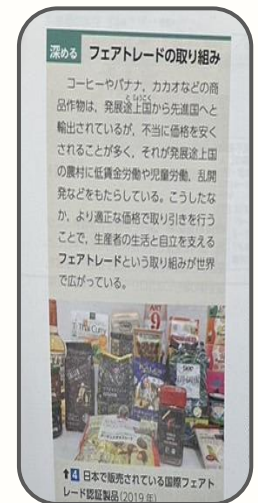 深める フェアトレードの取り組み
コーヒーやバナナ、カカオなどの商
品作物は、発展途上国から先進国へと
輸出されているが、不当に価格を安く
されることが多く、それが発展途上国
の農村に低賃金労働や児童労働、乱開
発などをもたらしている。こうしたな
か、より適正な価格で取り引きを行う
ことで、生産者の生活と自立を支える
フェアトレードという取り組みが世界
で広がっている。
↑4 日本で販売されている国際フェアト
レード認証製品(2019年)